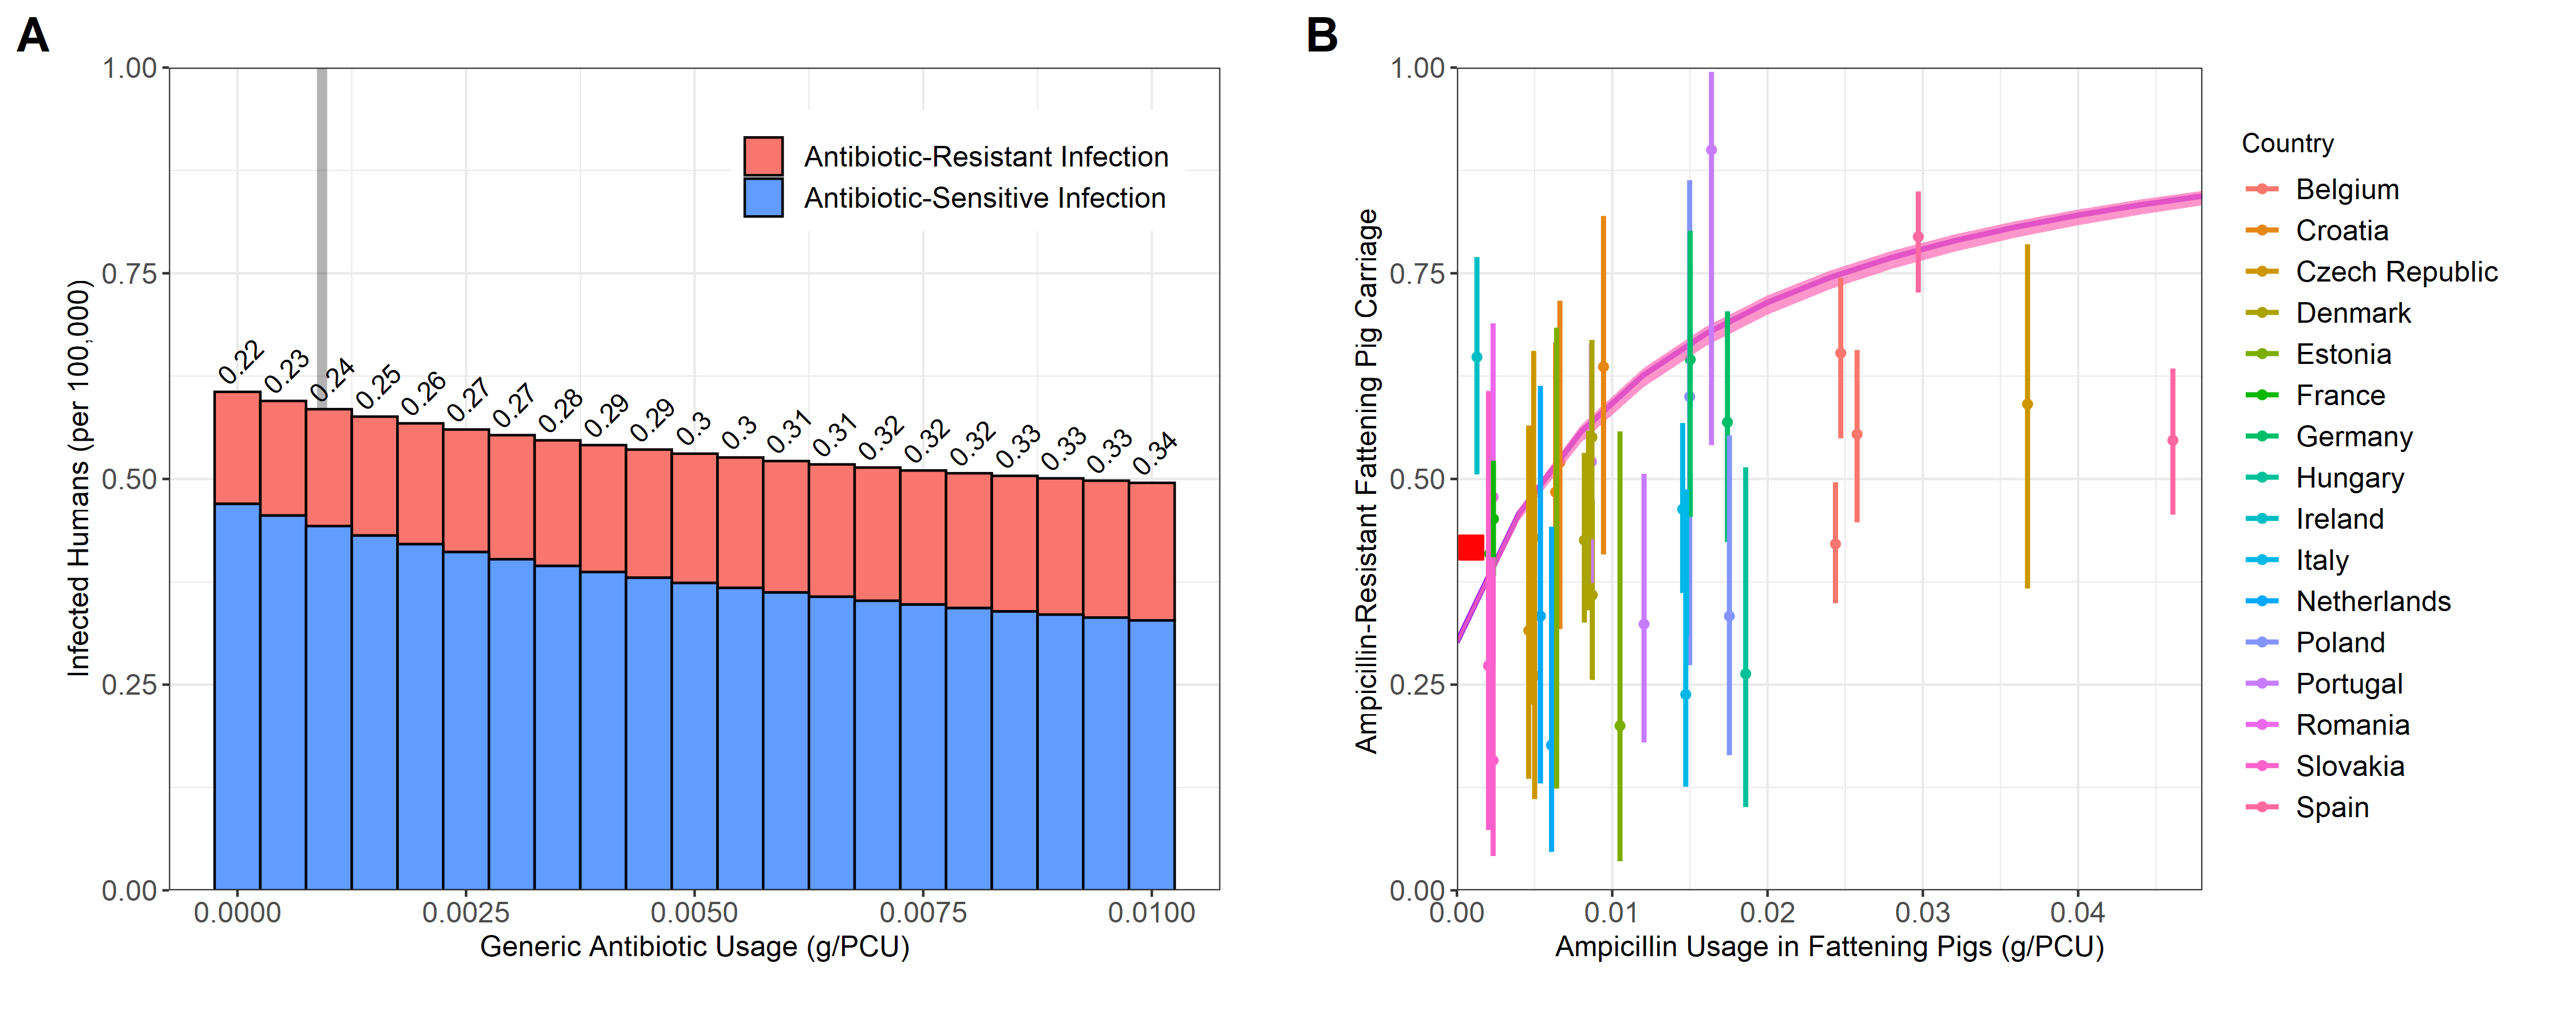 A
Infected Humans (per 100,000)
1.00
0.75
0.50
0.25
0.00
Antibiotic-Resistant Infection
Antibiotic-Sensitive Infection
0.22 0.23 0.24 0.25 0.26 0.27 0.27 0.28 0.29 0.29 0.3 0.3 0.31 0.31 0.32 0.32 0.32 0.33 0.33 0.33 0.34
0.0000 0.0025 0.0050 0.0075 0.0100
Generic Antibiotic Usage (g/PCU)
B
Ampicillin-Resistant Fattening Pig Carriage
1.00
0.75
0.50
0.25
0.00
0.00 0.01 0.02 0.03 0.04
Ampicillin Usage in Fattening Pigs (g/PCU)
Country
Belgium
Croatia
Czech Republic
Denmark
Estonia
France
Germany
Hungary
Ireland
Italy
Netherlands
Poland
Portugal
Romania
Slovakia
Spain